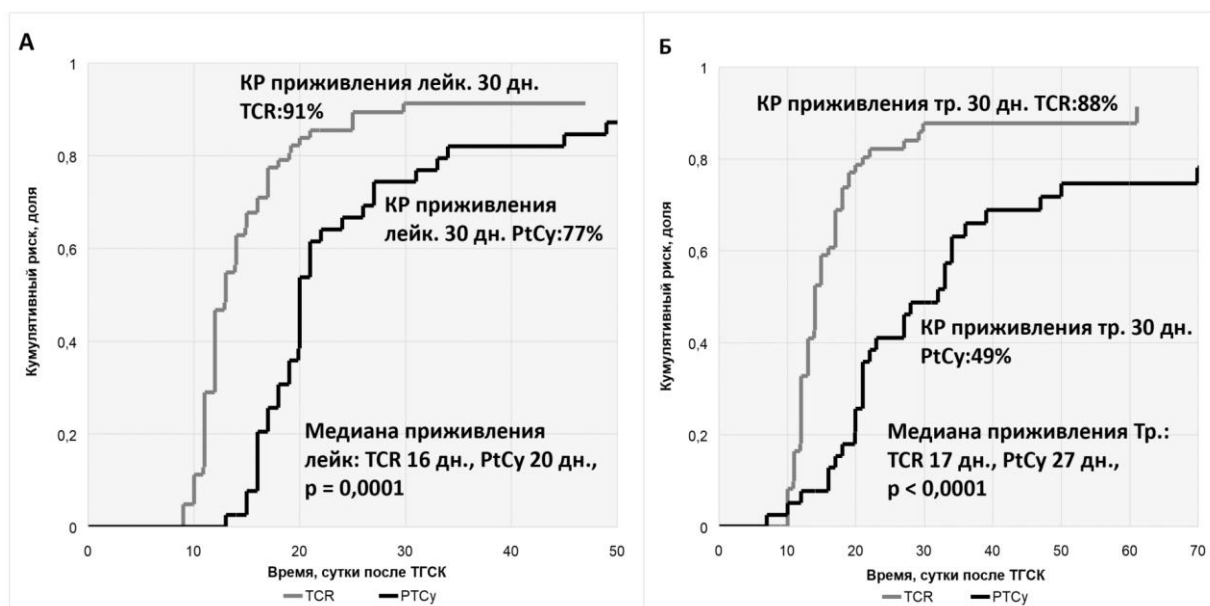 А
КР приживления лейк. 30 дн.
TCR:91%
КР приживления
лейк. 30 дн. PtCy:77%
Медиана приживления
лейк: TCR 16 дн., PtCy 20 дн.,
p = 0,0001
Кумулятивный риск, доля
1
0,8
0,6
0,4
0,2
0
0 10 20 30 40 50
Время, сутки после ТГСК
TCR PTCy
Б
КР приживления тр. 30 дн. TCR:88%
КР приживления тр. 30 дн.
PtCy:49%
Медиана приживления Тр.:
TCR 17 дн., PtCy 27 дн.,
p < 0,0001
Кумулятивный риск, доля
1
0,8
0,6
0,4
0,2
0
0 10 20 30 40 50 60 70
Время, сутки после ТГСК
TCR PTCy